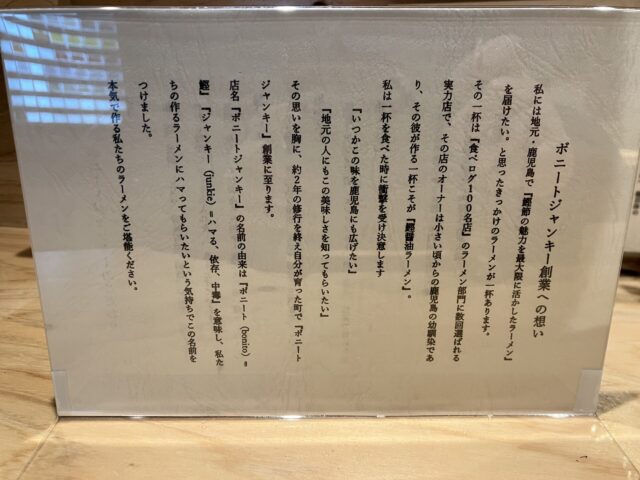 ボニートジャンキー創業への想い
私には地元・鹿児島で『鰹節の魅力を最大限に活かしたラーメン』
を届けたい。と思ったきっかけのラーメンが一杯あります。
その一杯は『食べログ100名店』のラーメン部門に数回選ばれる
実力店で、その店のオーナーは小さい頃からの鹿児島の幼馴染であ
り、その彼が作る一杯こそが『鰹醤油ラーメン』。
私は一杯を食べた時に衝撃を受け決意します
『いつかこの味を鹿児島にも広げたい』
『地元の人にもこの美味しさを知ってもらいたい』
その思いを胸に、約2年の修行を終え自分が育った町で『ボニート
ジャンキー』創業に至ります。
店名『ボニートジャンキー』の名前の由来は『ボニート（bonito）=
鰹』『ジャンキー（junkie）=ハマる、依存、中毒』を意味し、私た
ちの作るラーメンにハマってもらいたいという気持ちでこの名前を
つけました。
本気で作る私たちのラーメンをご堪能ください。